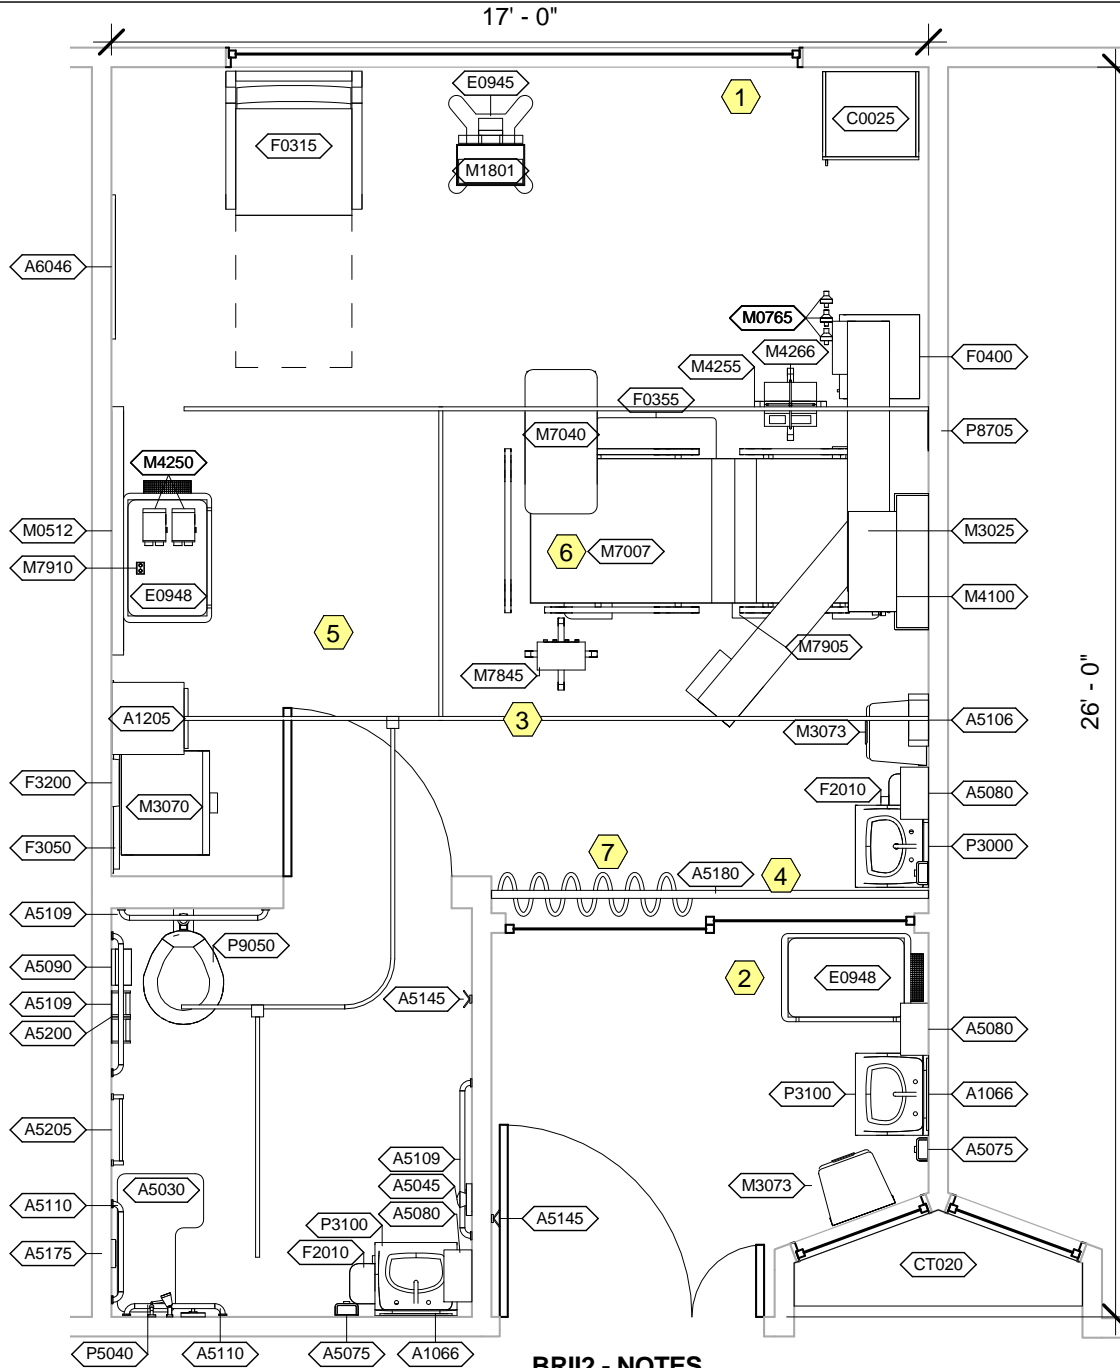 17' - 0"
E0945
1
F0315
M1801
C0025
A6046
M0765
M4266
M4255
F0400
F0355
M7040
P8705
M4250
M0512
M3025
6
M7007
M7910
E0948
M4100
5
M7905
M7845
26' - 0"
A1205
3
A5106
M3073
F3200
M3070
F2010
A5080
F3050
P3000
7
A5180
4
A5109
P9050
A5090
2
E0948
A5109
A5145
A5200
A5080
P3100
A1066
A5205
A5075
A5109
A5030
A5045
M3073
A5110
A5080
P3100
A5145
A5175
F2010
CT020
P5040
A5110
A5075
A1066
BRII2 - NOTES